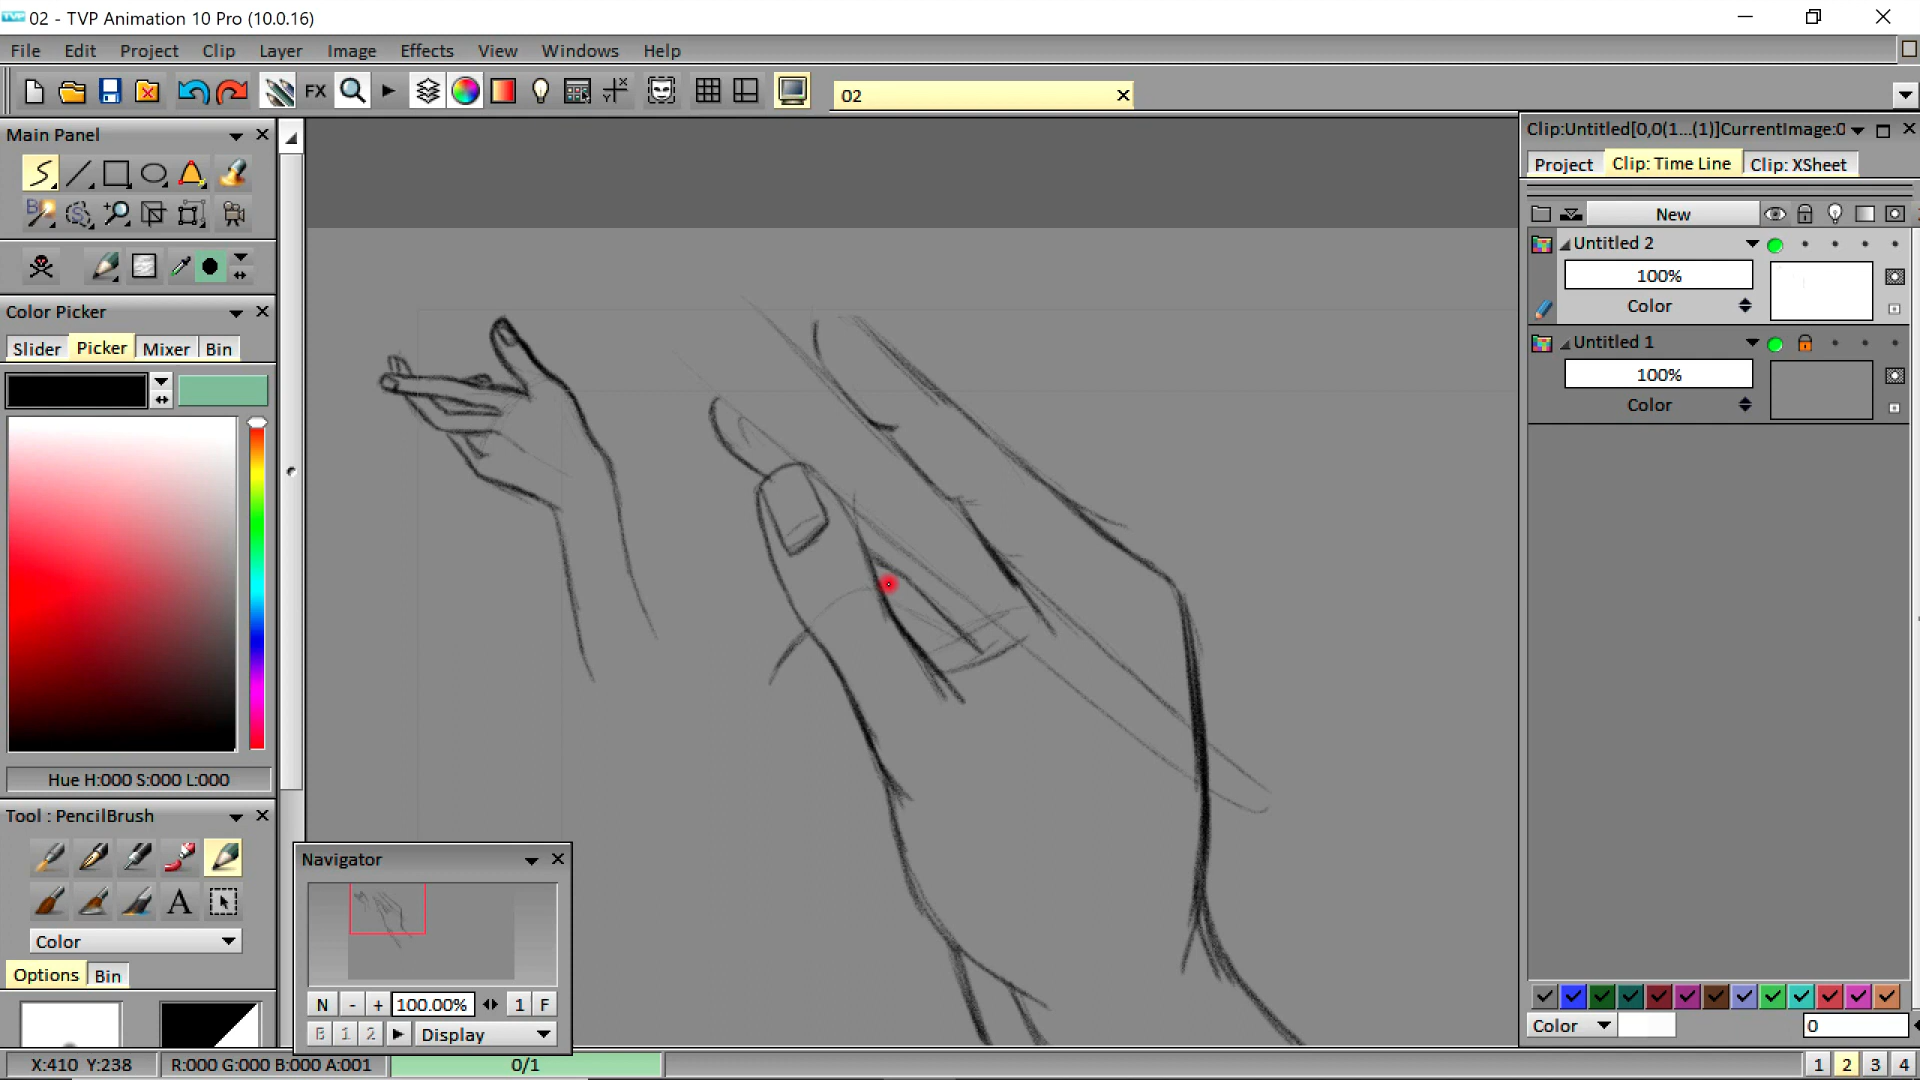 TVP 02 - TVP Animation 10 Pro (10.0.16)
File Edit Project Clip Layer Image Effects View Windows Help
FX
02
Main Panel
Color Picker
Slider Picker Mixer Bin
Hue H:000 S:000 L:000
Tool : PencilBrush
A
Color
Options Bin
Navigator
N - + 100.00% 1 F
B 1 2 Display
Clip:Untitled[0,0(1...(1)]CurrentImage:0
Project Clip: Time Line Clip: XSheet
New
Untitled 2
100%
Color
Untitled 1
100%
Color
Color 0
X:410 Y:238 R:000 G:000 B:000 A:001 0/1 1 2 3 4